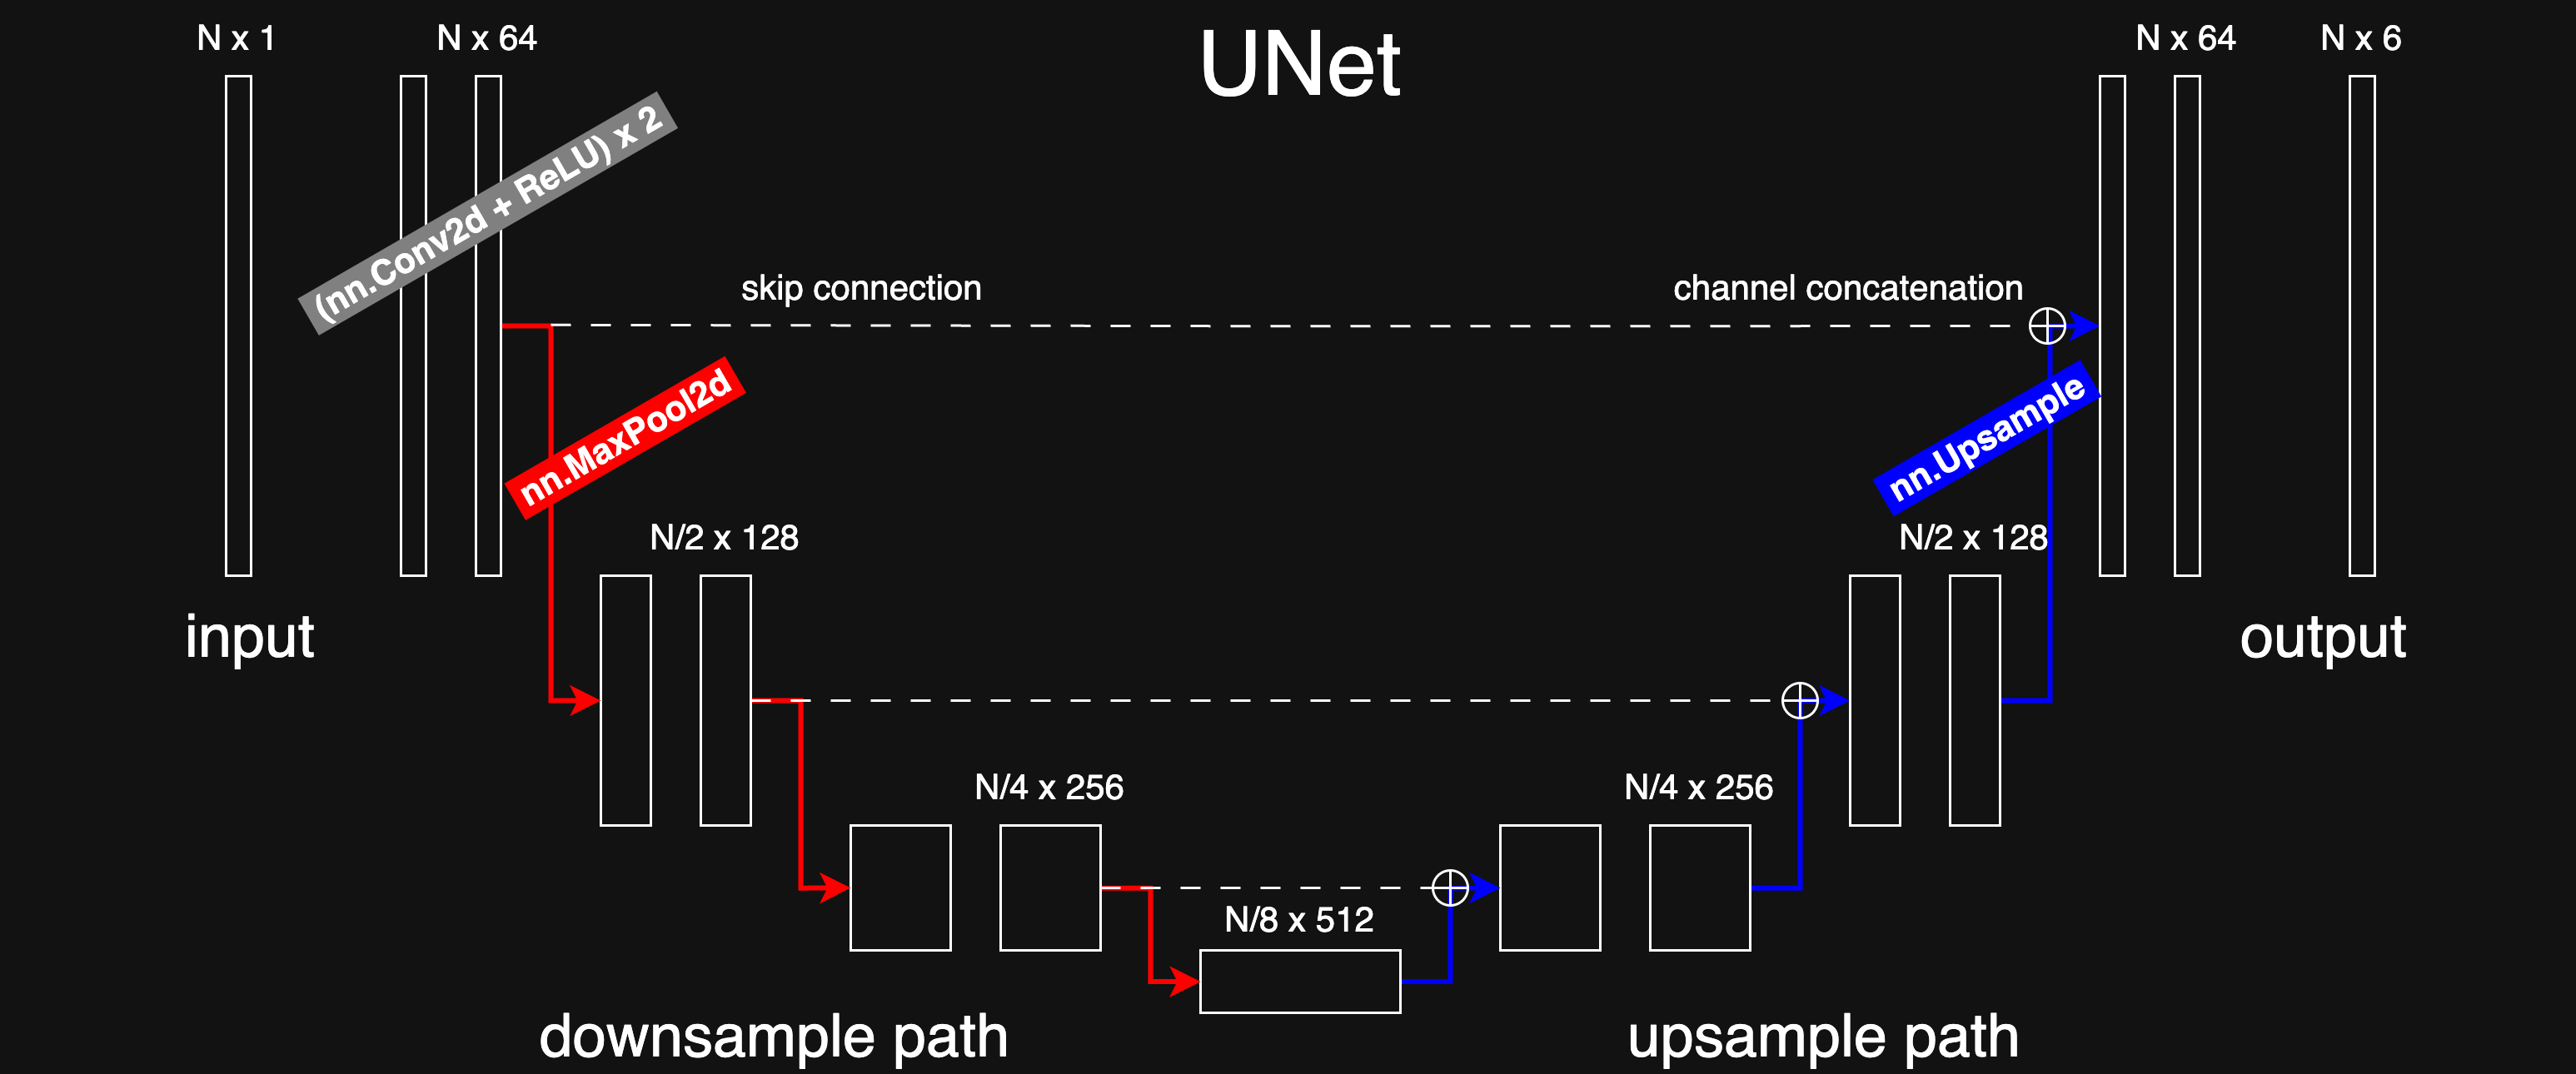 N x 1
N x 64
UNet
N x 64
N x 6
(nn.Conv2d + ReLU) x 2
skip connection
channel concatenation
nn.MaxPool2d
nn.Upsample
N/2 x 128
N/2 x 128
input
output
N/4 x 256
N/4 x 256
N/8 x 512
downsample path
upsample path